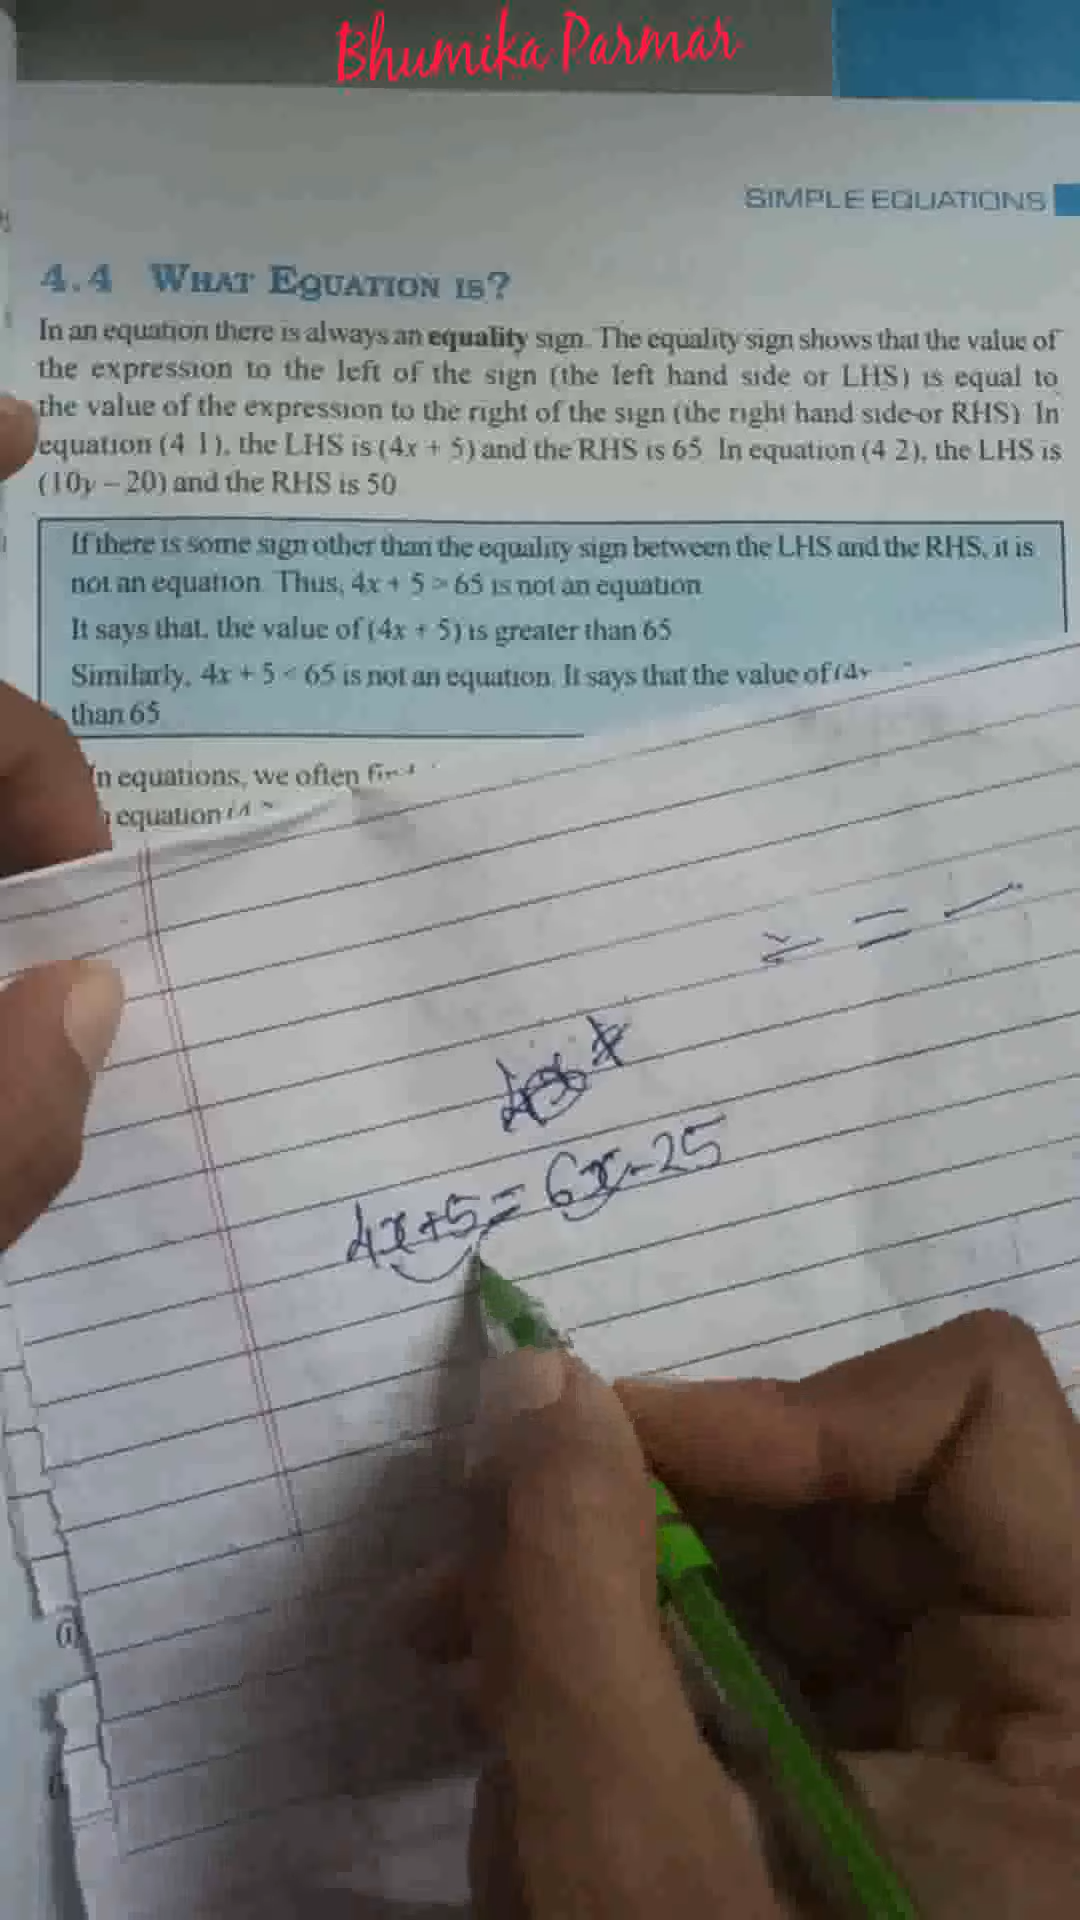 Bhumika Parmar
SIMPLE EQUATIONS
4.4 WHAT EQUATION IS?
In an equation there is always an equality sign. The equality sign shows that the value of
the expression to the left of the sign (the left hand side or LHS) is equal to
the value of the expression to the right of the sign (the right hand side or RHS). In
equation (4.1), the LHS is (4x + 5) and the RHS is 65. In equation (4.2), the LHS is
(10y – 20) and the RHS is 50.
If there is some sign other than the equality sign between the LHS and the RHS, it is
not an equation. Thus, 4x + 5 > 65 is not an equation.
It says that, the value of (4x + 5) is greater than 65.
Similarly, 4x + 5 < 65 is not an equation. It says that the value of (4x
than 65
In equations, we often find
equation (4
= –
4x+5 = 6x-25
(i)